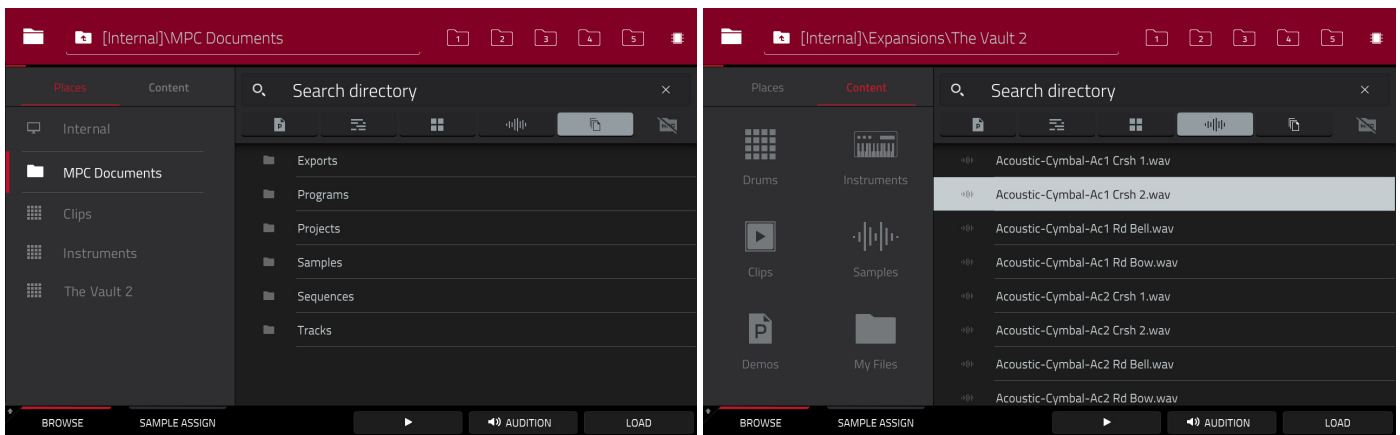 [Internal]\MPC Documents
1 2 3 4 5
Places Content
Search directory
P
Internal
MPC Documents
Clips
Instruments
The Vault 2
Exports
Programs
Projects
Samples
Sequences
Tracks
BROWSE SAMPLE ASSIGN AUDITION LOAD
[Internal]\Expansions\The Vault 2
1 2 3 4 5
Places Content
Search directory
P
Drums Instruments
Clips Samples
P
Demos My Files
Acoustic-Cymbal-Ac1 Crsh 1.wav
Acoustic-Cymbal-Ac1 Crsh 2.wav
Acoustic-Cymbal-Ac1 Rd Bell.wav
Acoustic-Cymbal-Ac1 Rd Bow.wav
Acoustic-Cymbal-Ac2 Crsh 1.wav
Acoustic-Cymbal-Ac2 Crsh 2.wav
Acoustic-Cymbal-Ac2 Rd Bell.wav
Acoustic-Cymbal-Ac2 Rd Bow.wav
BROWSE SAMPLE ASSIGN AUDITION LOAD